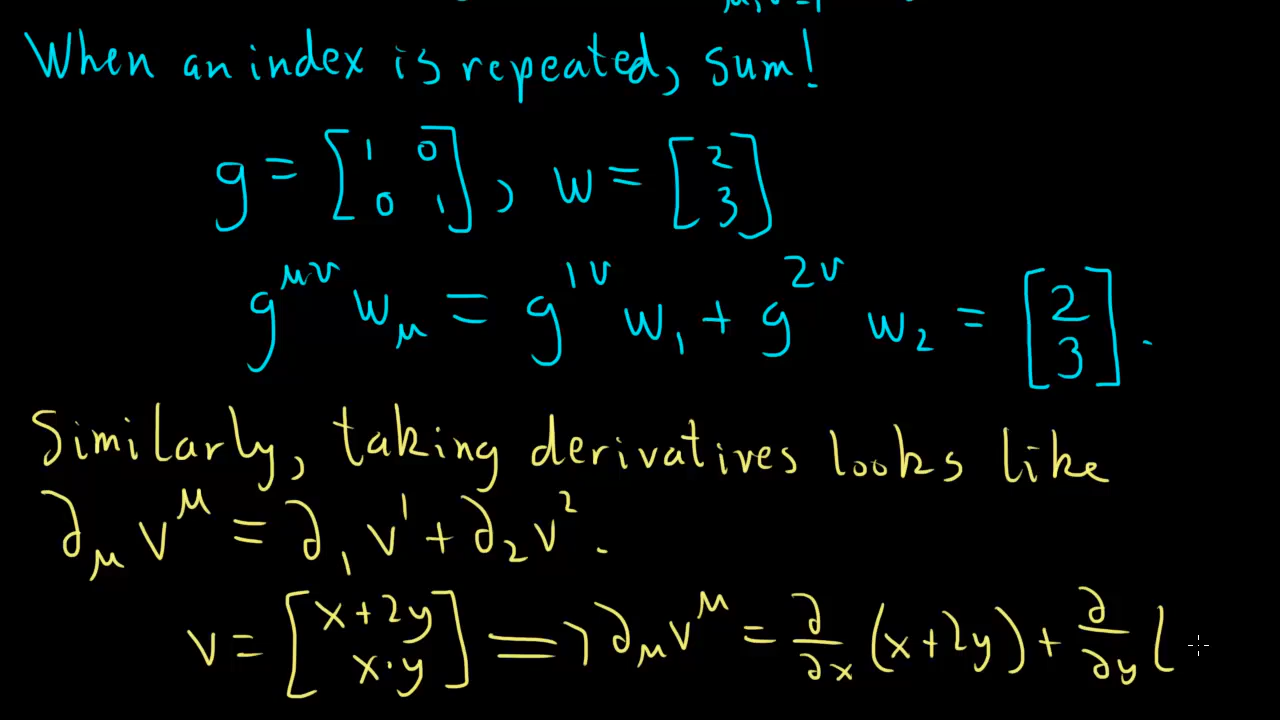 μ,ν=1
When an index is repeated, sum!
g = [1 0 0 1], w = [2 3]
g^{μν} w_μ = g^{1ν} w_1 + g^{2ν} w_2 = [2 3].
Similarly, taking derivatives looks like
∂_μ v^μ = ∂_1 v^1 + ∂_2 v^2.
v = [x+2y x·y] ⟹ ∂_μ v^μ = ∂/∂x (x+2y) + ∂/∂y (